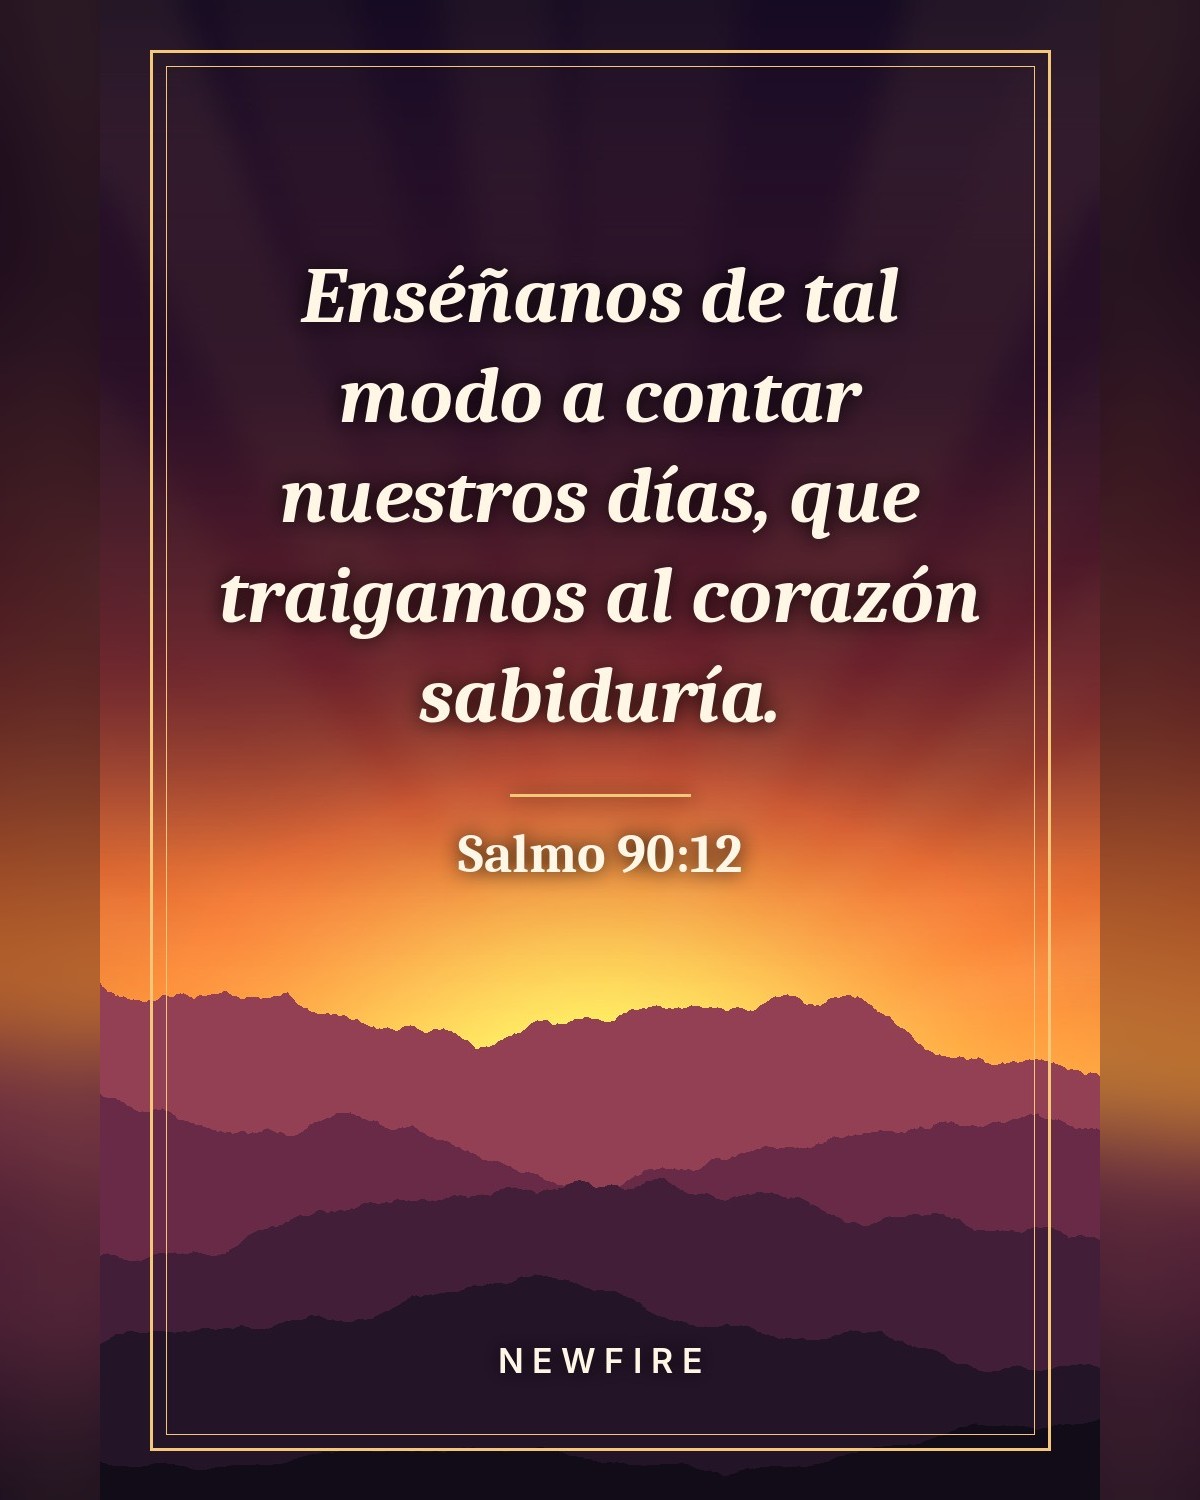 Enséñanos de tal
modo a contar
nuestros días, que
traigamos al corazón
sabiduría.
Salmo 90:12
NEWFIRE